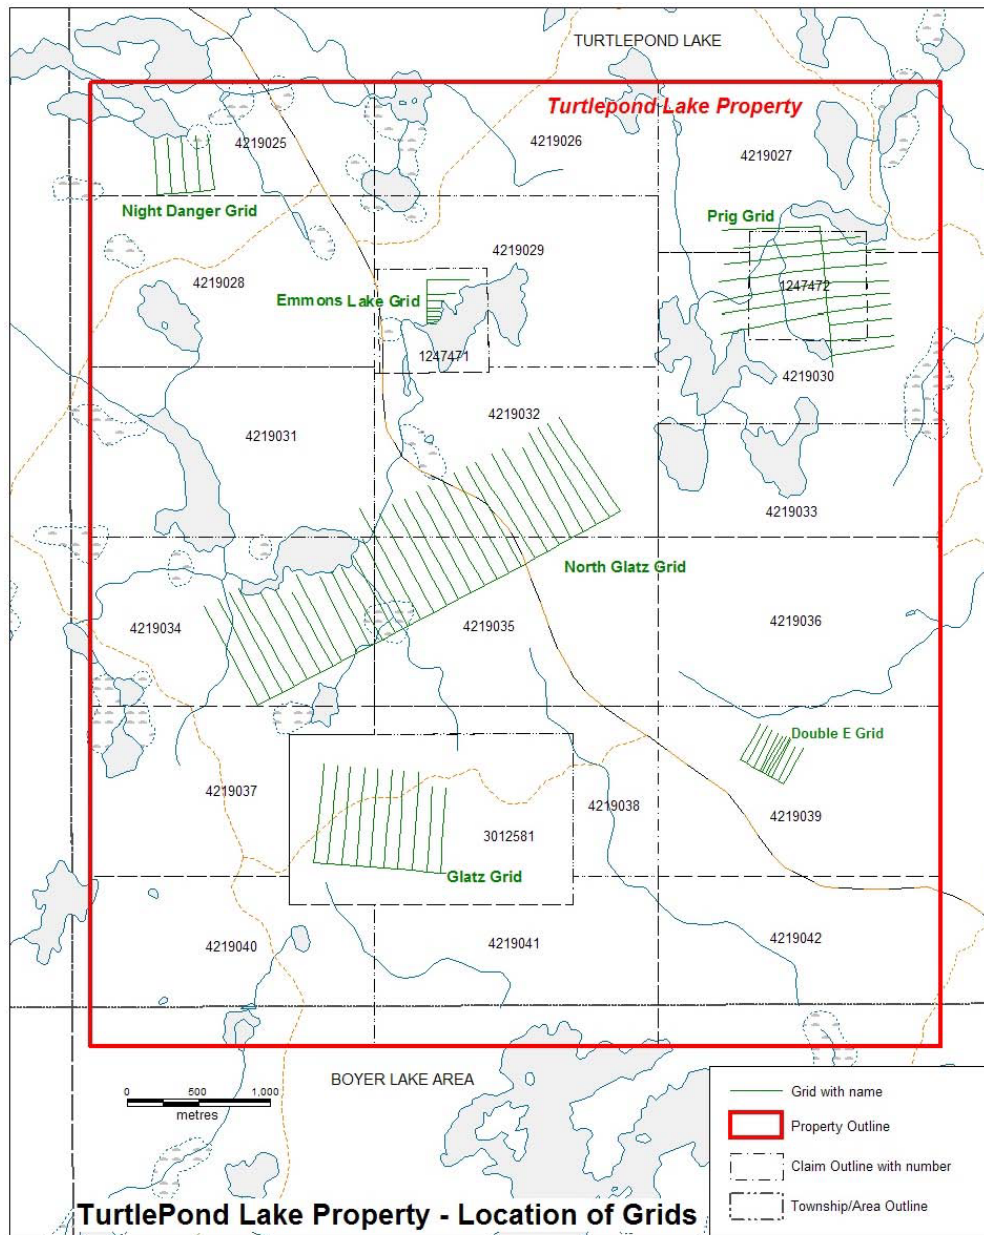 TURTLEPOND LAKE
Turtlepond Lake Property
4219025
4219026
4219027
Night Danger Grid
Prig Grid
4219029
4219028
1247472
Emmons Lake Grid
1247471
4219030
4219032
4219031
4219033
North Glatz Grid
4219034
4219035
4219036
Double E Grid
4219037
4219038
4219039
3012581
Glatz Grid
4219040
4219041
4219042
BOYER LAKE AREA
0 500 1,000
metres
Grid with name
Property Outline
Claim Outline with number
Township/Area Outline
TurtlePond Lake Property - Location of Grids